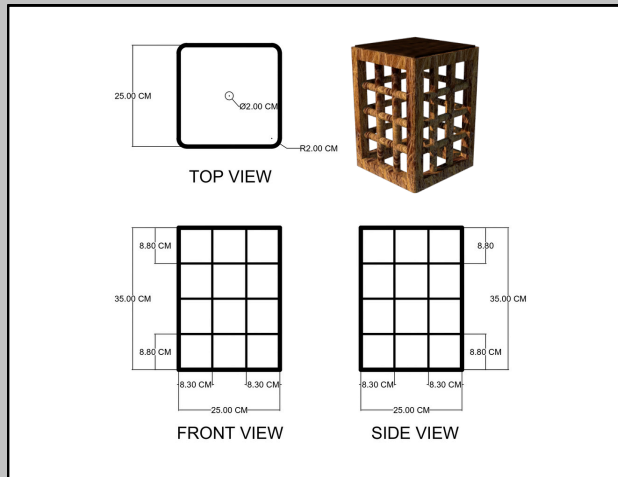 25.00 CM
Ø2.00 CM
R2.00 CM
TOP VIEW
8.80 CM
35.00 CM
8.80 CM
8.30 CM
8.30 CM
25.00 CM
FRONT VIEW
8.80
35.00 CM
8.80 CM
8.30 CM
8.30 CM
25.00 CM
SIDE VIEW